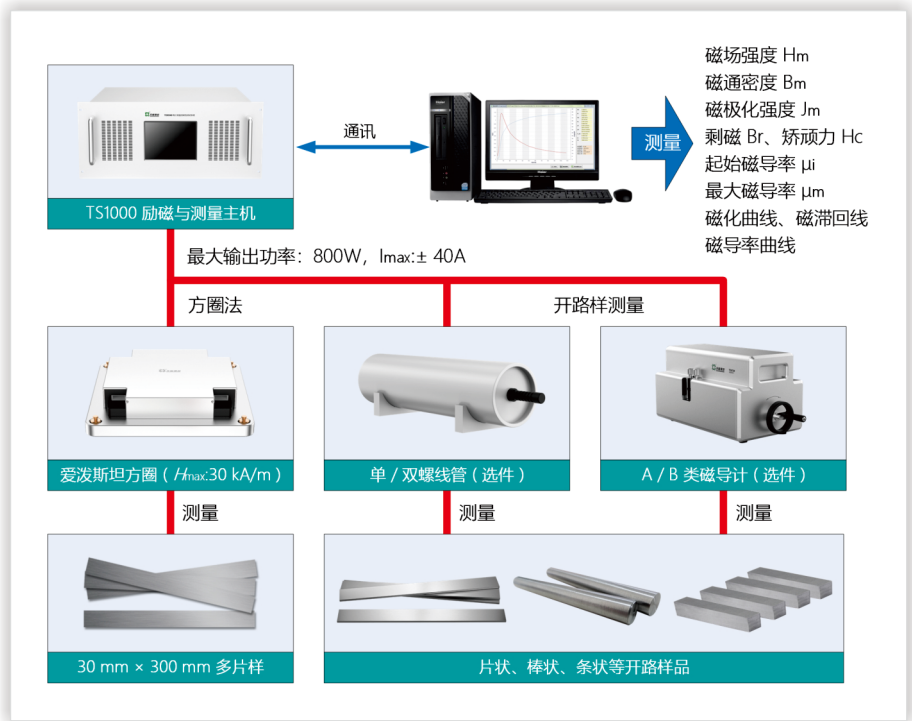 磁场强度 Hm
磁通密度 Bm
磁极化强度 Jm
剩磁 Br、矫顽力 Hc
起始磁导率 μi
最大磁导率 μm
磁化曲线、磁滞回线
磁导率曲线
通讯
测量
TS1000 励磁与测量主机
最大输出功率：800W，Imax:± 40A
方圈法
开路样测量
爱泼斯坦方圈（Hmax:30 kA/m）
单 / 双螺线管（选件）
A / B 类磁导计（选件）
测量
测量
测量
30 mm × 300 mm 多片样
片状、棒状、条状等开路样品